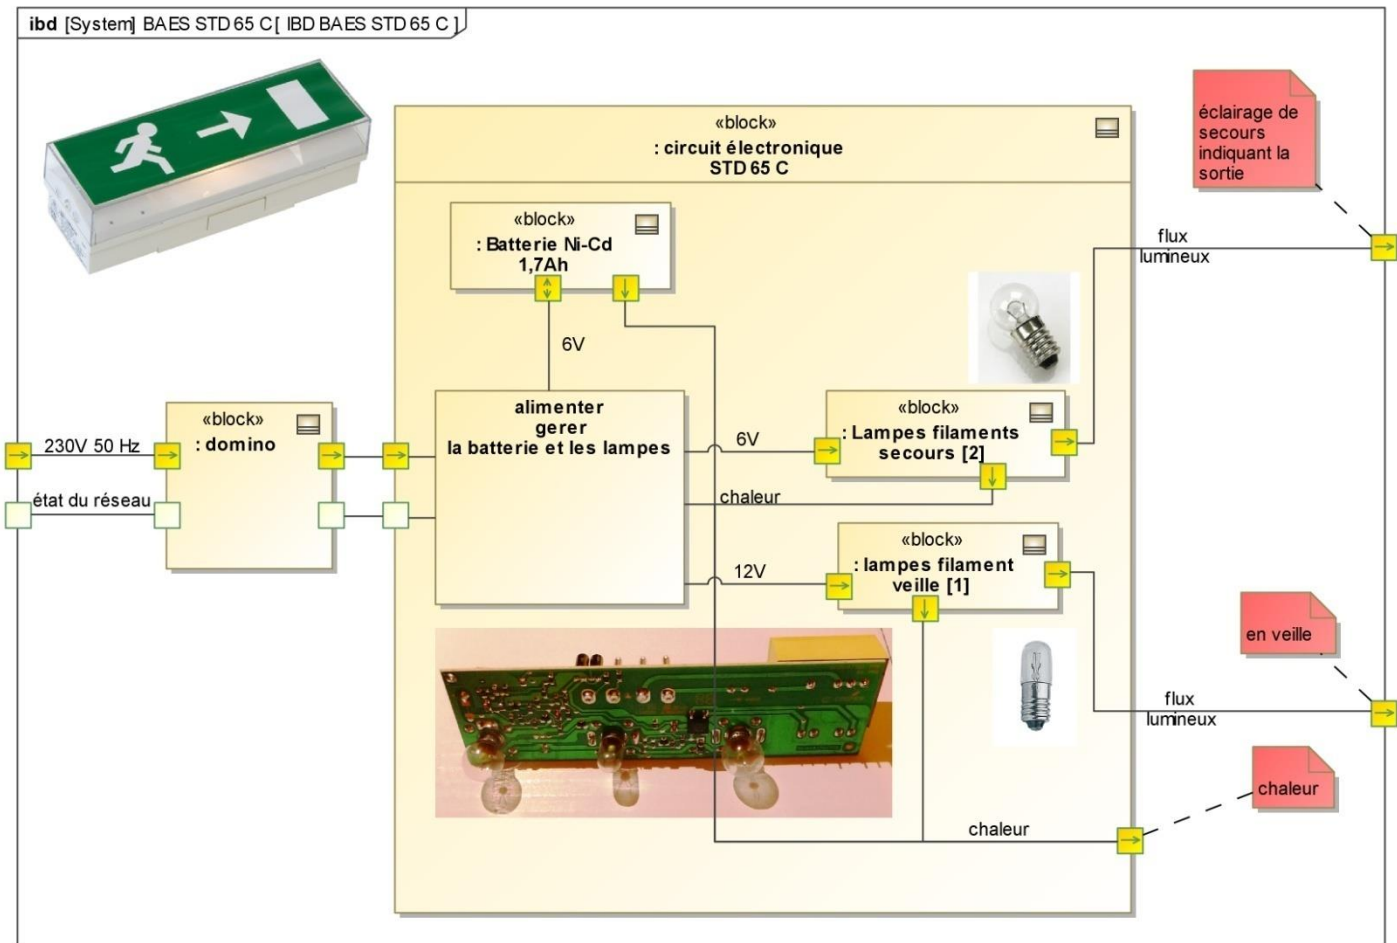 ibd [System] BAES STD 65 C [ IBD BAES STD 65 C ]
«block»
: circuit électronique
STD 65 C
éclairage de
secours
indiquant la
sortie
«block»
: Batterie Ni-Cd
1,7Ah
flux
lumineux
6V
«block»
: domino
230V 50 Hz
état du réseau
alimenter
gerer
la batterie et les lampes
6V
«block»
: Lampes filaments
secours [2]
chaleur
12V
«block»
: lampes filament
veille [1]
en veille
flux
lumineux
chaleur
chaleur